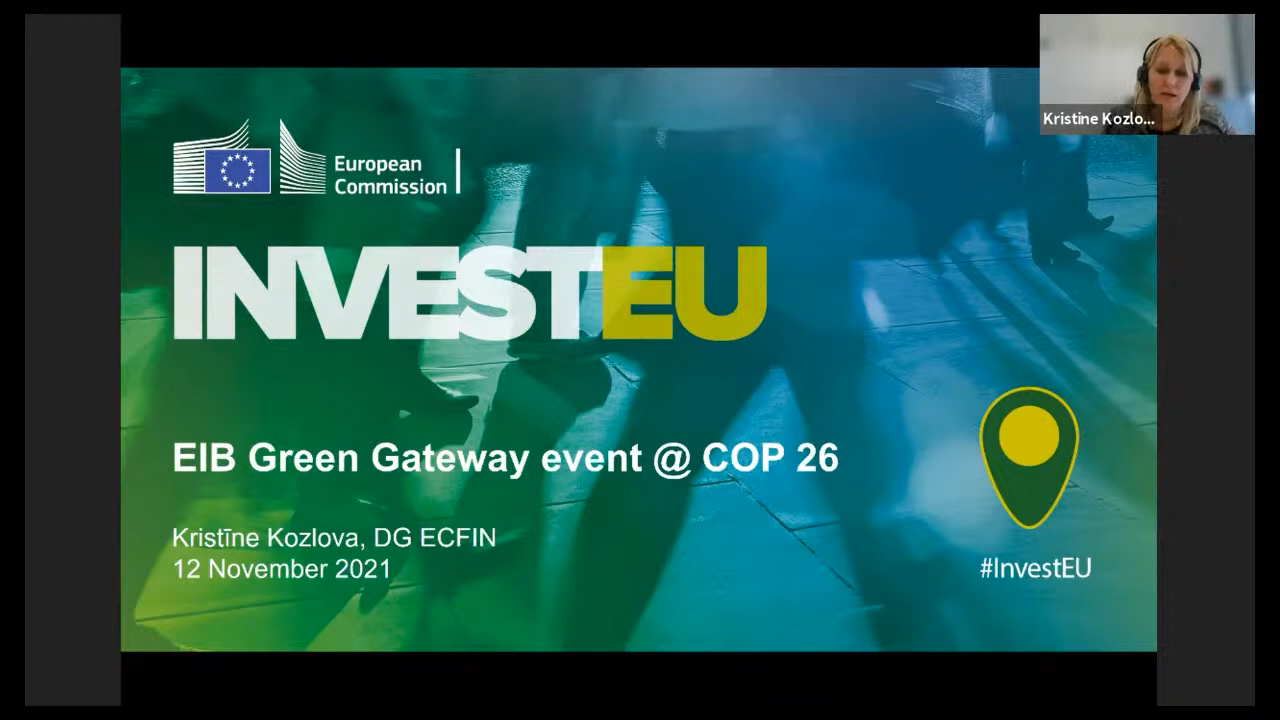 Kristine Kozlo...
European
Commission
INVESTEU
EIB Green Gateway event @ COP 26
Kristīne Kozlova, DG ECFIN
12 November 2021
#InvestEU